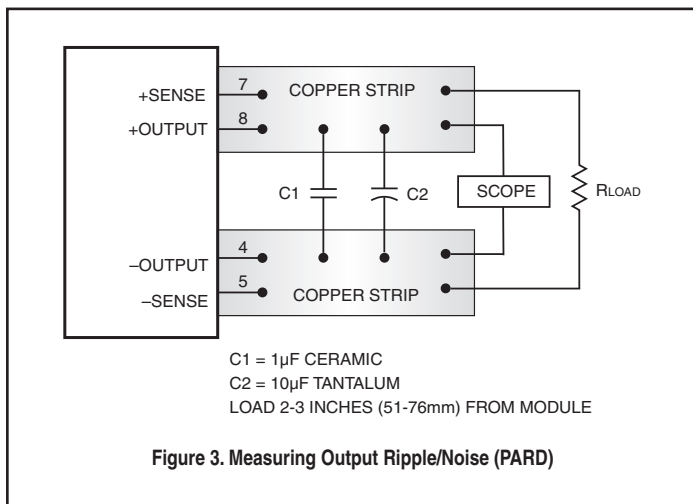 7 COPPER STRIP
+SENSE
8
+OUTPUT
C1 C2 SCOPE RLOAD
4
–OUTPUT
5
–SENSE COPPER STRIP
C1 = 1µF CERAMIC
C2 = 10µF TANTALUM
LOAD 2-3 INCHES (51-76mm) FROM MODULE
Figure 3. Measuring Output Ripple/Noise (PARD)